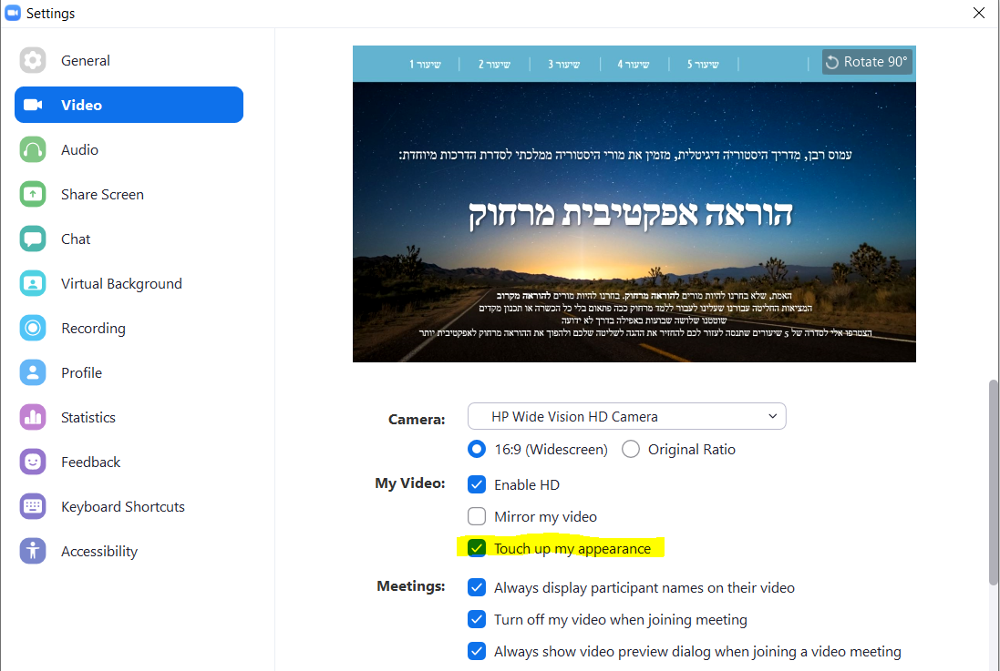 Settings
General
Video
Audio
Share Screen
Chat
Virtual Background
Recording
Profile
Statistics
Feedback
Keyboard Shortcuts
Accessibility
שיעור 1
שיעור 2
שיעור 3
שיעור 4
שיעור 5
Rotate 90°
עמוס רבן, מדריך היסטוריה דיגיטלית, מזמין את מורי היסטוריה ממלכתי לסדרת הדרכות מיוחדת:
הוראה אפקטיבית מרחוק
האמת, שלא בחרנו להיות מורים להוראה מרחוק. בחרנו להיות מורים להוראה מקרוב
המציאות החליטה עבורנו שעלינו לעבור ללמד מרחוק ככה פתאום בלי כל הכשרה או תכנון מקדים
שוטטנו שלושה שבועות באפילה בדרך לא ידועה
הצטרפו אלי לסדרה של 5 שיעורים שתנסה לעזור לכם להחזיר את ההגה לשליטה שלכם ולהפוך את ההוראה מרחוק לאפקטיבית יותר
Camera:
HP Wide Vision HD Camera
16:9 (Widescreen)
Original Ratio
My Video:
Enable HD
Mirror my video
Touch up my appearance
Meetings:
Always display participant names on their video
Turn off my video when joining meeting
Always show video preview dialog when joining a video meeting